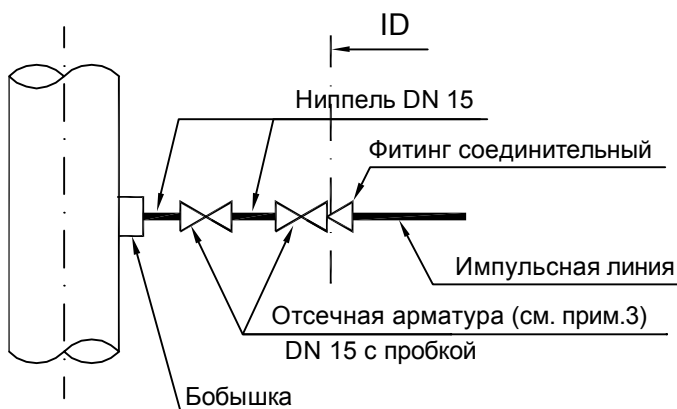 ID
Ниппель DN 15
Фитинг соединительный
Импульсная линия
Отсечная арматура (см. прим.3)
DN 15 с пробкой
Бобышка